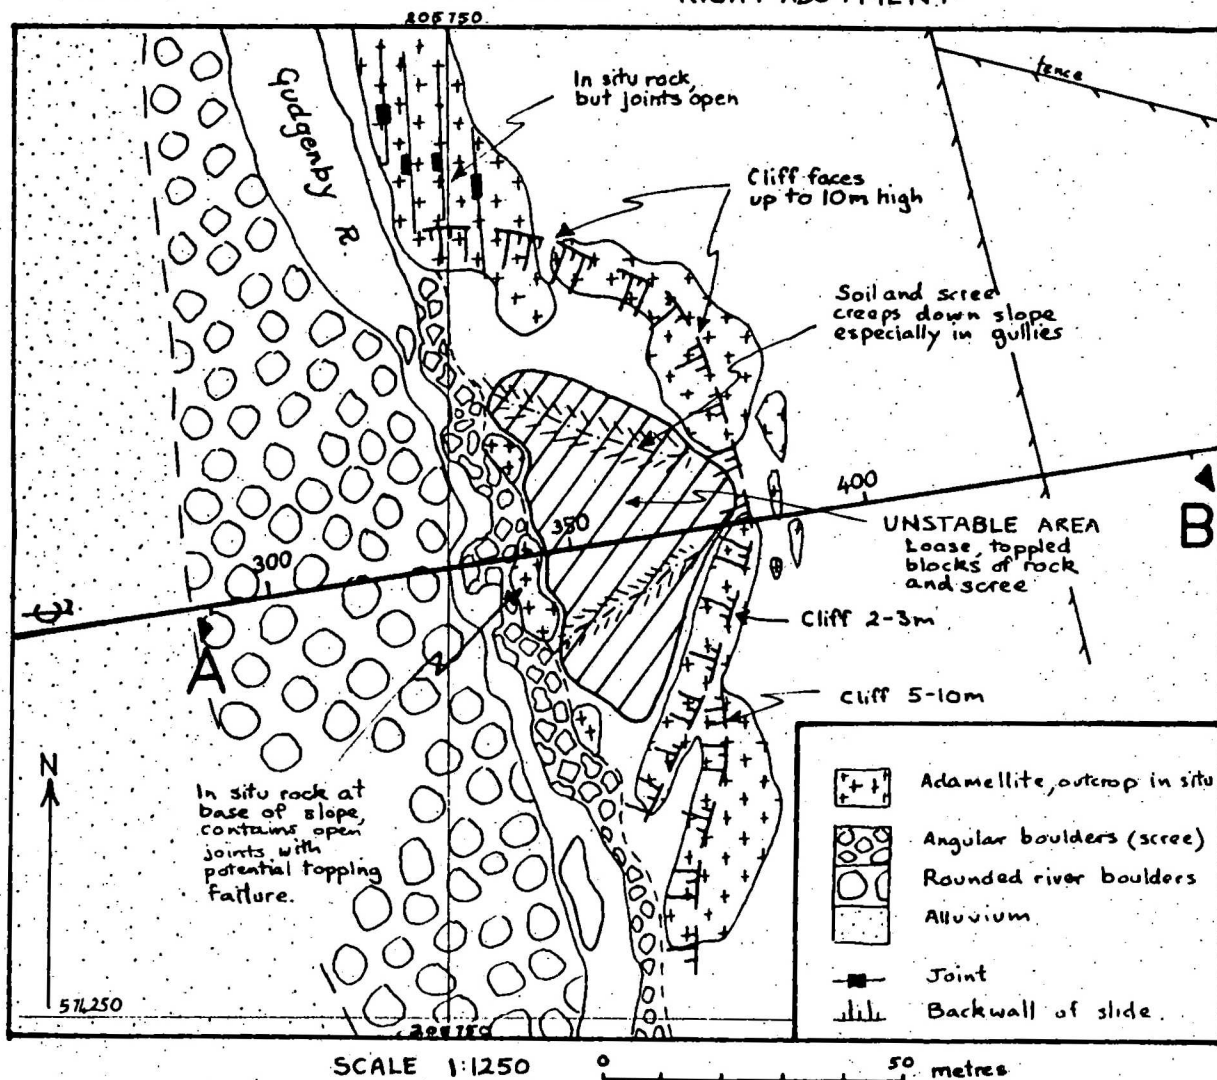 RIGHT ABUTMENT
205750
Gudgenby R.
In situ rock,
but joints open
fence
Cliff faces
up to 10m high
Soil and scree
creeps down slope
especially in gullies
400
B
350
UNSTABLE AREA
Loose, toppled
blocks of rock
and scree
300
A
Cliff 2-3m
Cliff 5-10m
N
In situ rock at
base of slope,
contains open
joints with
potential topping
failure.
Adamellite, outcrop in situ
Angular boulders (scree)
Rounded river boulders
Alluvium
Joint
Backwall of slide.
205750
SCALE 1:1250
0 50 metres